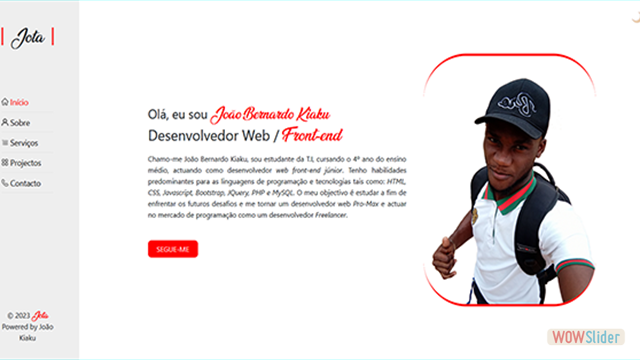 Jota
Início
Sobre
Serviços
Projectos
Contacto
© 2023 Jota
Powered by João
Kiaku
Olá, eu sou João Bernardo Kiaku
Desenvolvedor Web / Front-end
Chamo-me João Bernardo Kiaku, sou estudante da T.I, cursando o 4º ano do ensino
médio, actuando como desenvolvedor web front-end júnior. Tenho habilidades
predominantes para as linguagens de programação e tecnologias tais como: HTML,
CSS, Javascript, Bootstrap, JQuery, PHP e MySQL. O meu objectivo é estudar a fim de
enfrentar os futuros desafios e me tornar um desenvolvedor web Pro-Max e actuar
no mercado de programação como um desenvolvedor Freelancer.
SEGUE-ME
WOWSlider